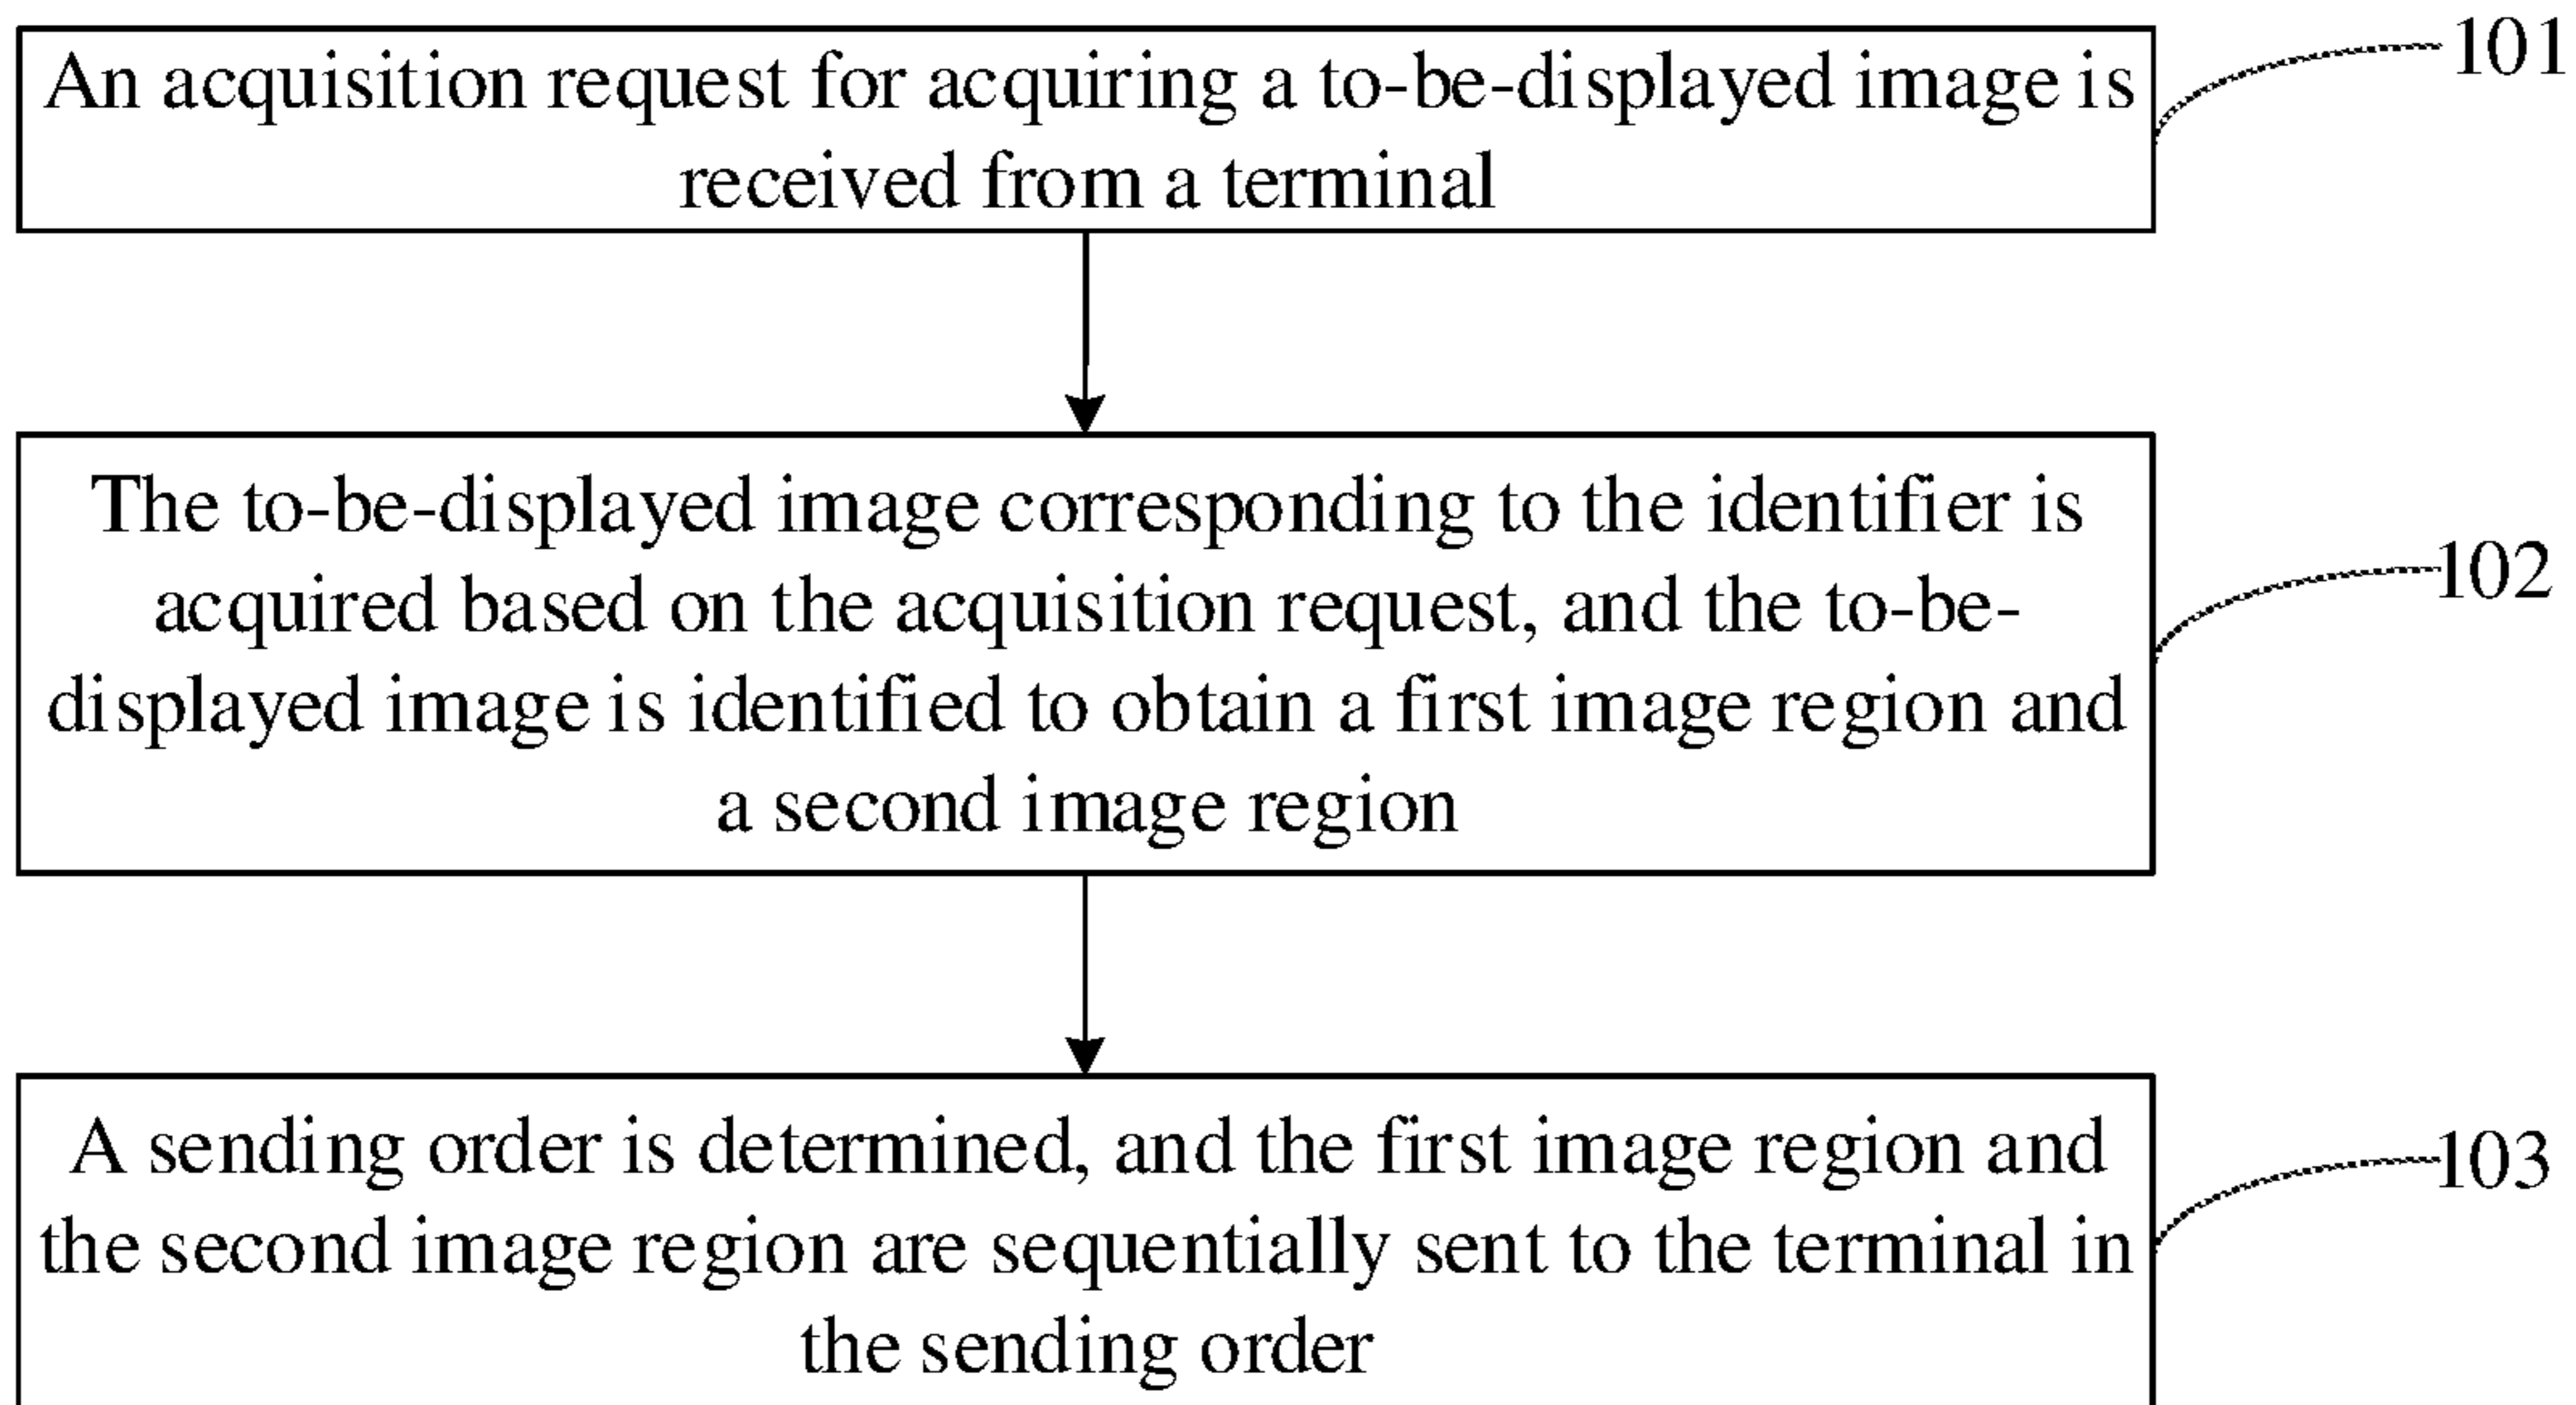 An acquisition request for acquiring a to-be-displayed image is
received from a terminal
101
The to-be-displayed image corresponding to the identifier is
acquired based on the acquisition request, and the to-be-
displayed image is identified to obtain a first image region and
a second image region
102
A sending order is determined, and the first image region and
the second image region are sequentially sent to the terminal in
the sending order
103